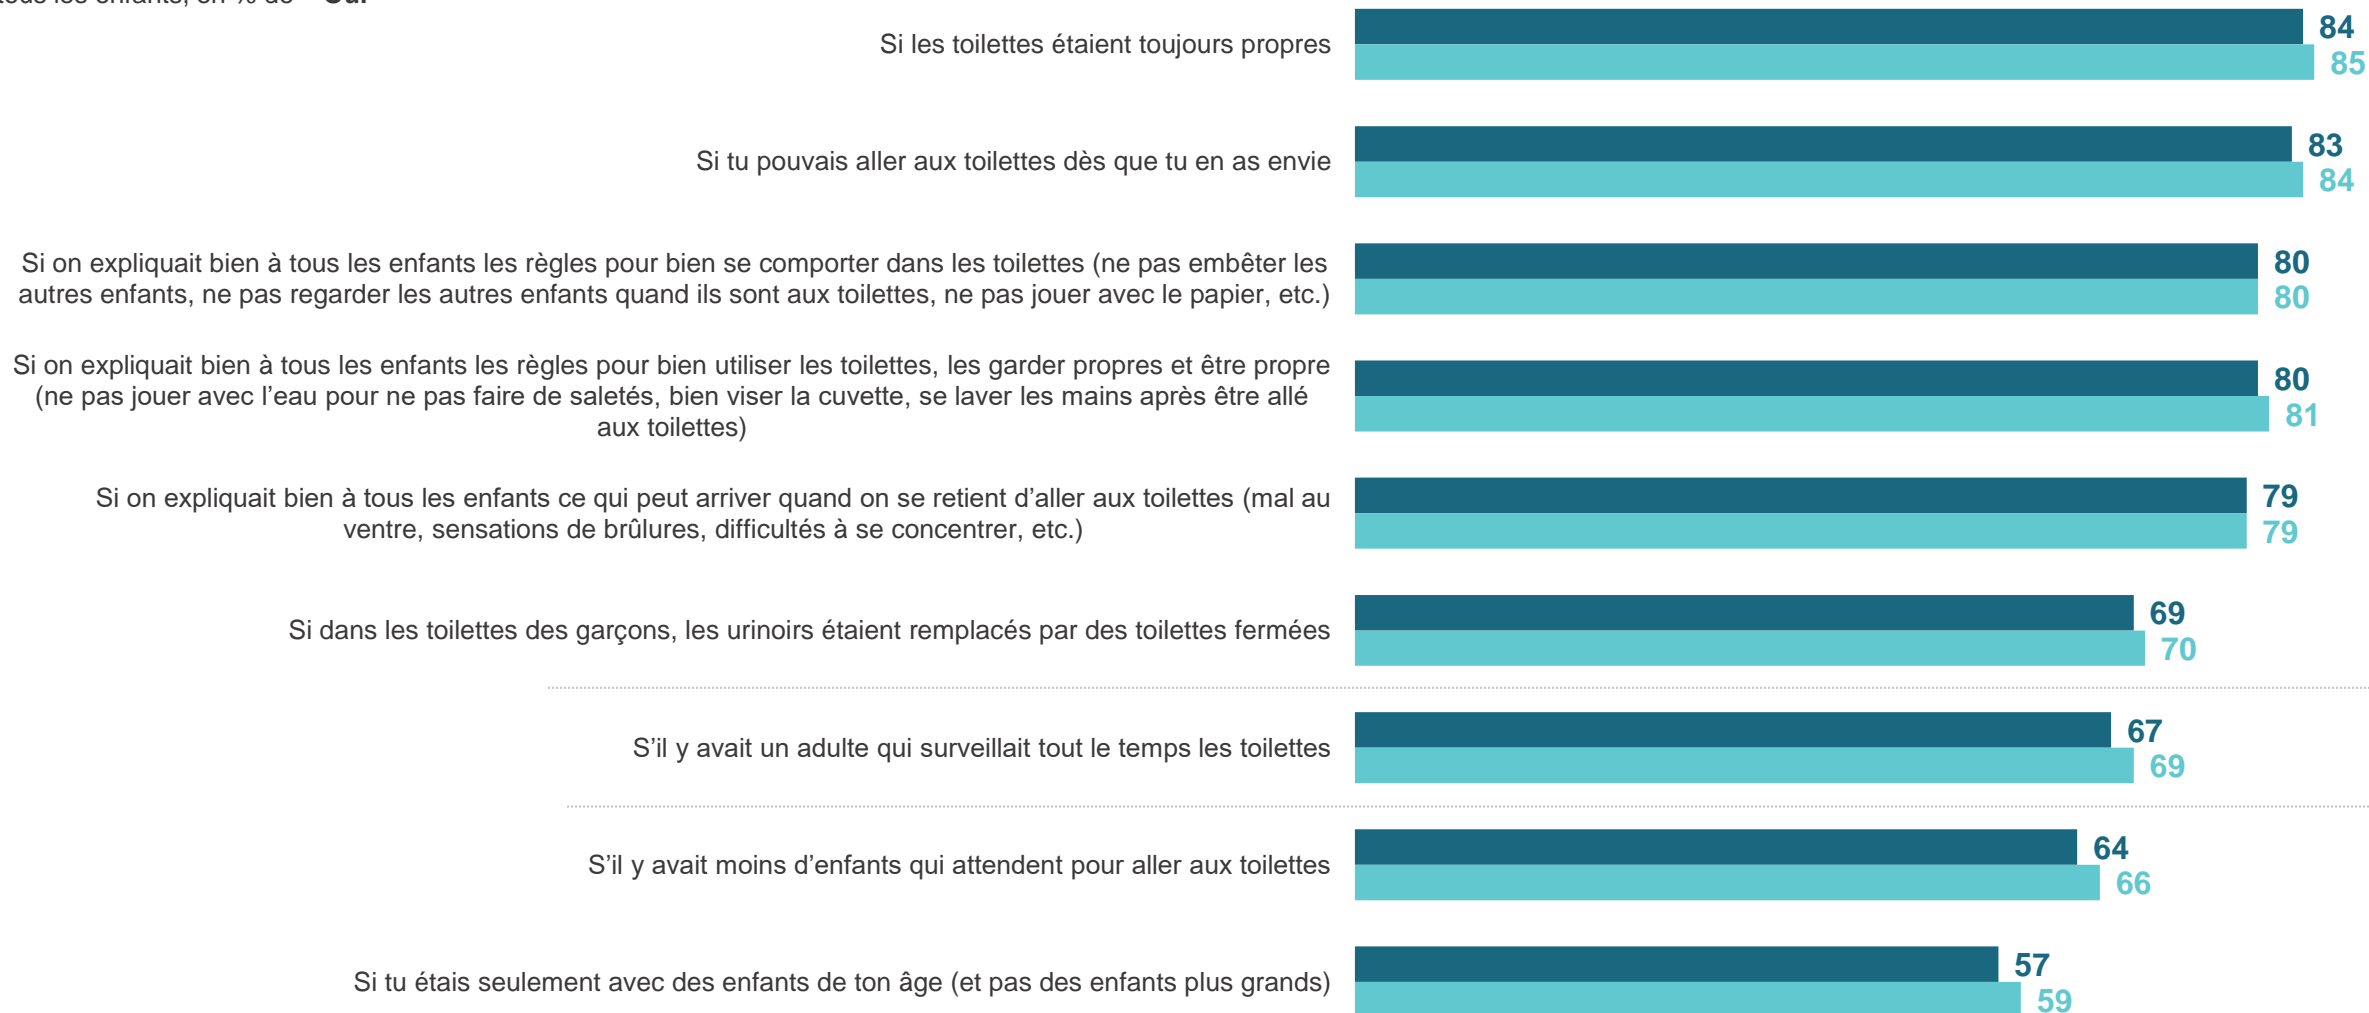 tous les enfants, en % de
Si les toilettes étaient toujours propres
84
85
Si tu pouvais aller aux toilettes dès que tu en as envie
83
84
Si on expliquait bien à tous les enfants les règles pour bien se comporter dans les toilettes (ne pas embêter les
autres enfants, ne pas regarder les autres enfants quand ils sont aux toilettes, ne pas jouer avec le papier, etc.)
80
80
Si on expliquait bien à tous les enfants les règles pour bien utiliser les toilettes, les garder propres et être propre
(ne pas jouer avec l’eau pour ne pas faire de saletés, bien viser la cuvette, se laver les mains après être allé
aux toilettes)
80
81
Si on expliquait bien à tous les enfants ce qui peut arriver quand on se retient d’aller aux toilettes (mal au
ventre, sensations de brûlures, difficultés à se concentrer, etc.)
79
79
Si dans les toilettes des garçons, les urinoirs étaient remplacés par des toilettes fermées
69
70
S’il y avait un adulte qui surveillait tout le temps les toilettes
67
69
S’il y avait moins d’enfants qui attendent pour aller aux toilettes
64
66
Si tu étais seulement avec des enfants de ton âge (et pas des enfants plus grands)
57
59